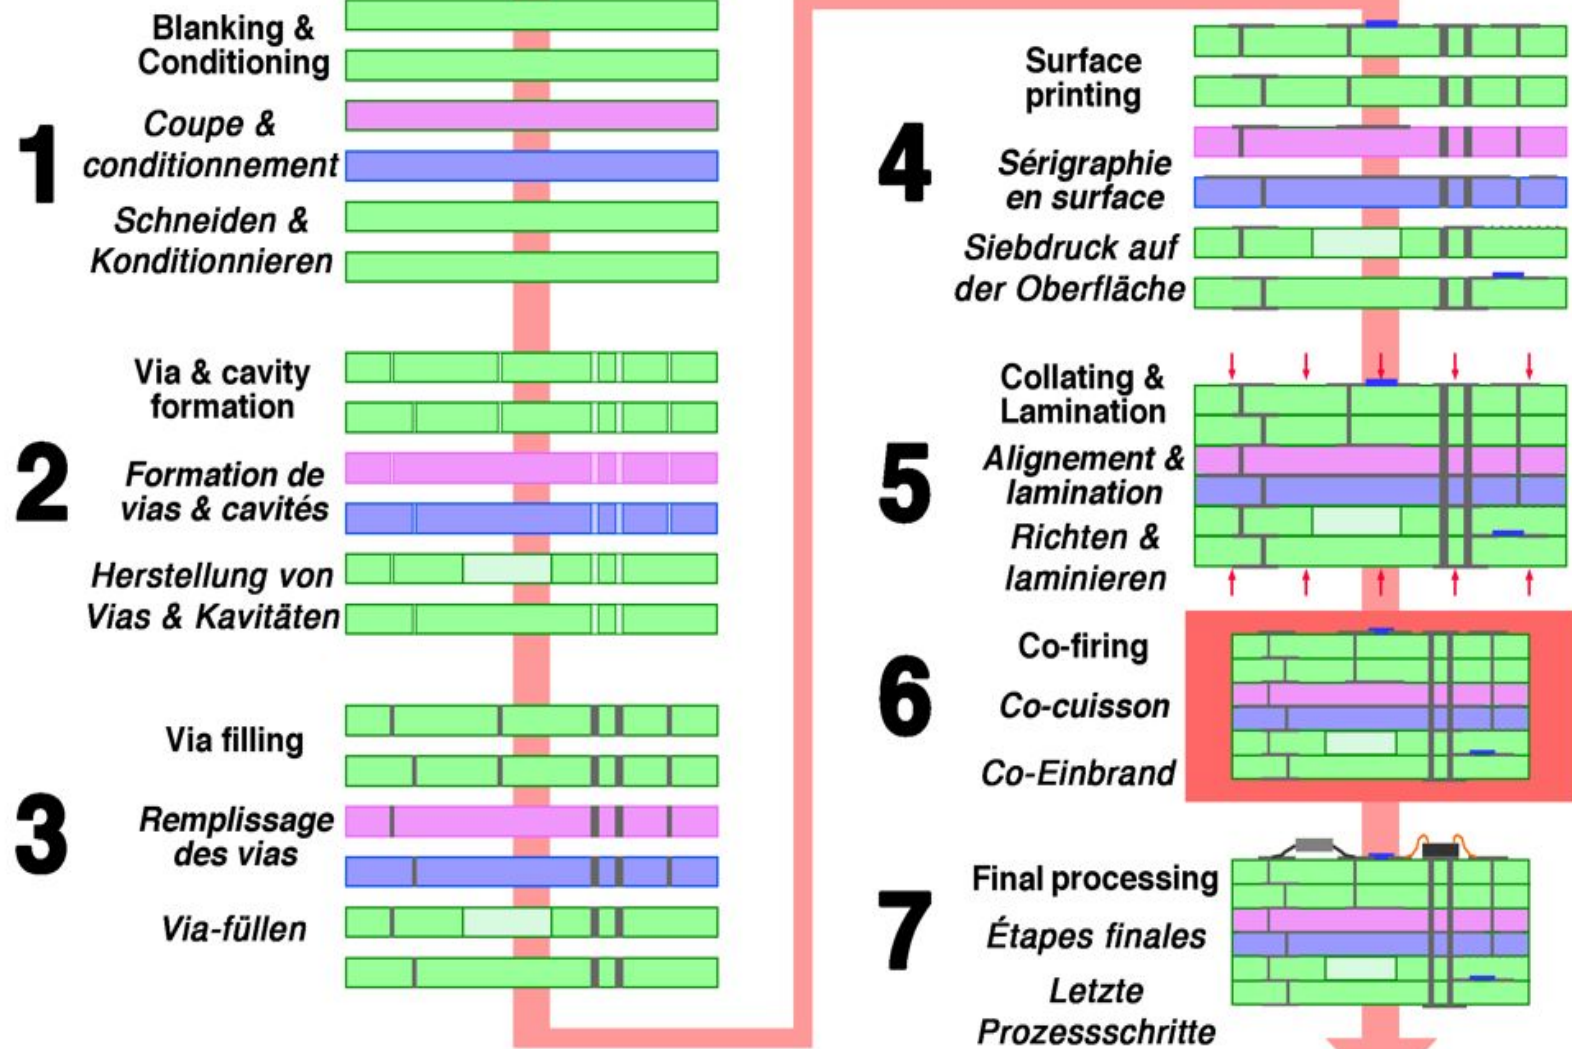 1
Blanking &
Conditioning
Coupe &
conditionnement
Schneiden &
Konditionnieren
2
Via & cavity
formation
Formation de
vias & cavités
Herstellung von
Vias & Kavitäten
3
Via filling
Remplissage
des vias
Via-füllen
4
Surface
printing
Sérigraphie
en surface
Siebdruck auf
der Oberfläche
5
Collating &
Lamination
Alignement &
lamination
Richten &
laminieren
6
Co-firing
Co-cuisson
Co-Einbrand
7
Final processing
Étapes finales
Letzte
Prozessschritte